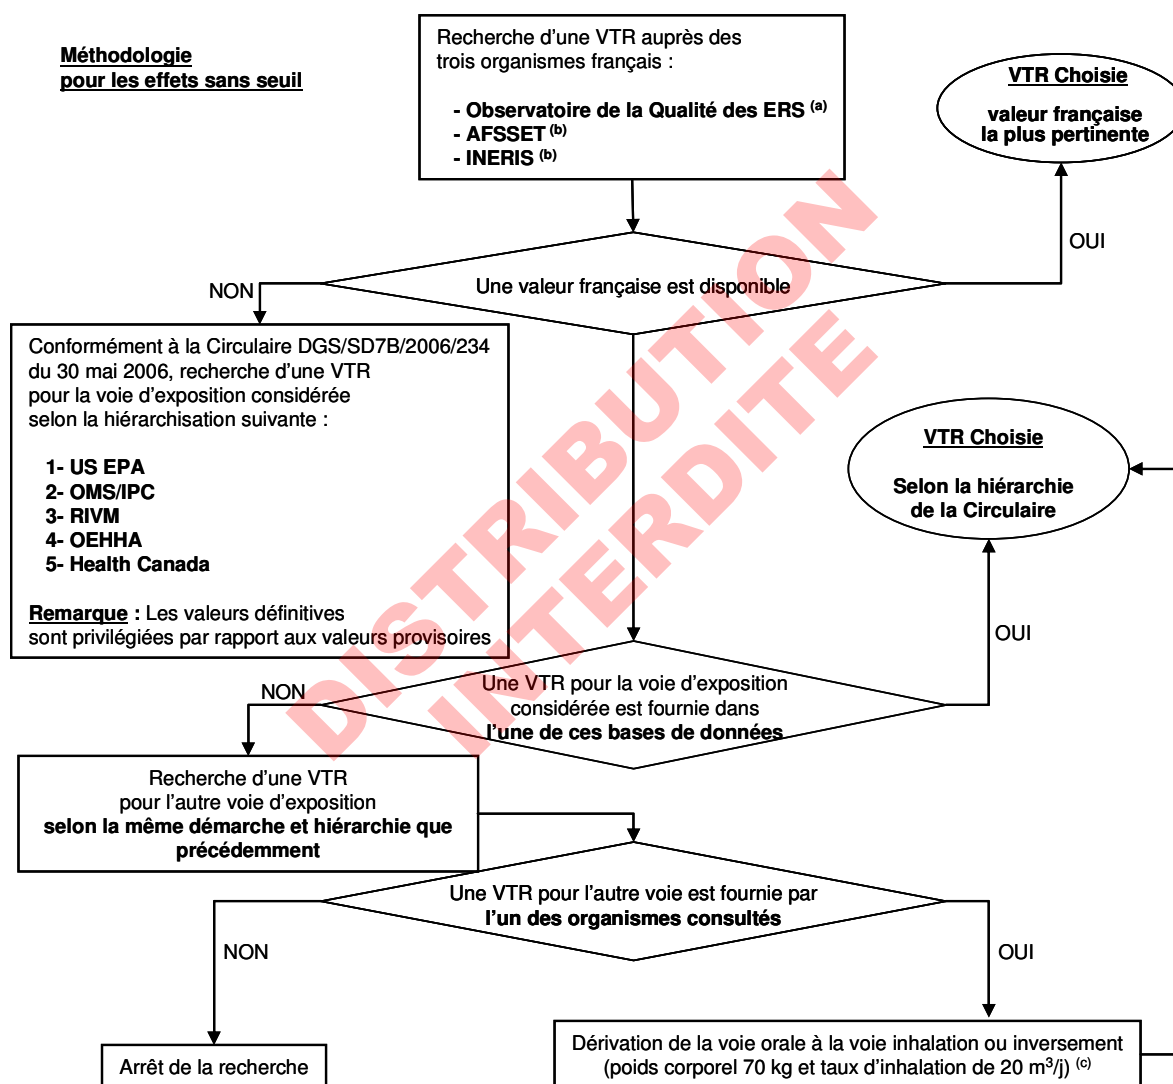 Méthodologie
pour les effets sans seuil
Recherche d'une VTR auprès des
trois organismes français :
- Observatoire de la Qualité des ERS (a)
- AFSSET (b)
- INERIS (b)
VTR Choisie
valeur française
la plus pertinente
OUI
Une valeur française est disponible
NON
Conformément à la Circulaire DGS/SD7B/2006/234
du 30 mai 2006, recherche d'une VTR
pour la voie d'exposition considérée
selon la hiérarchisation suivante :
1- US EPA
2- OMS/IPC
3- RIVM
4- OEHHA
5- Health Canada
Remarque : Les valeurs définitives
sont privilégiées par rapport aux valeurs provisoires
VTR Choisie
Selon la hiérarchie
de la Circulaire
OUI
NON
Une VTR pour la voie d'exposition
considérée est fournie dans
l'une de ces bases de données
Recherche d'une VTR
pour l'autre voie d'exposition
selon la même démarche et hiérarchie que
précédemment
Une VTR pour l'autre voie est fournie par
l'un des organismes consultés
NON
OUI
Arrêt de la recherche
Dérivation de la voie orale à la voie inhalation ou inversement
(poids corporel 70 kg et taux d'inhalation de 20 m³/j) (c)
DISTRIBUTION
INTERDITE